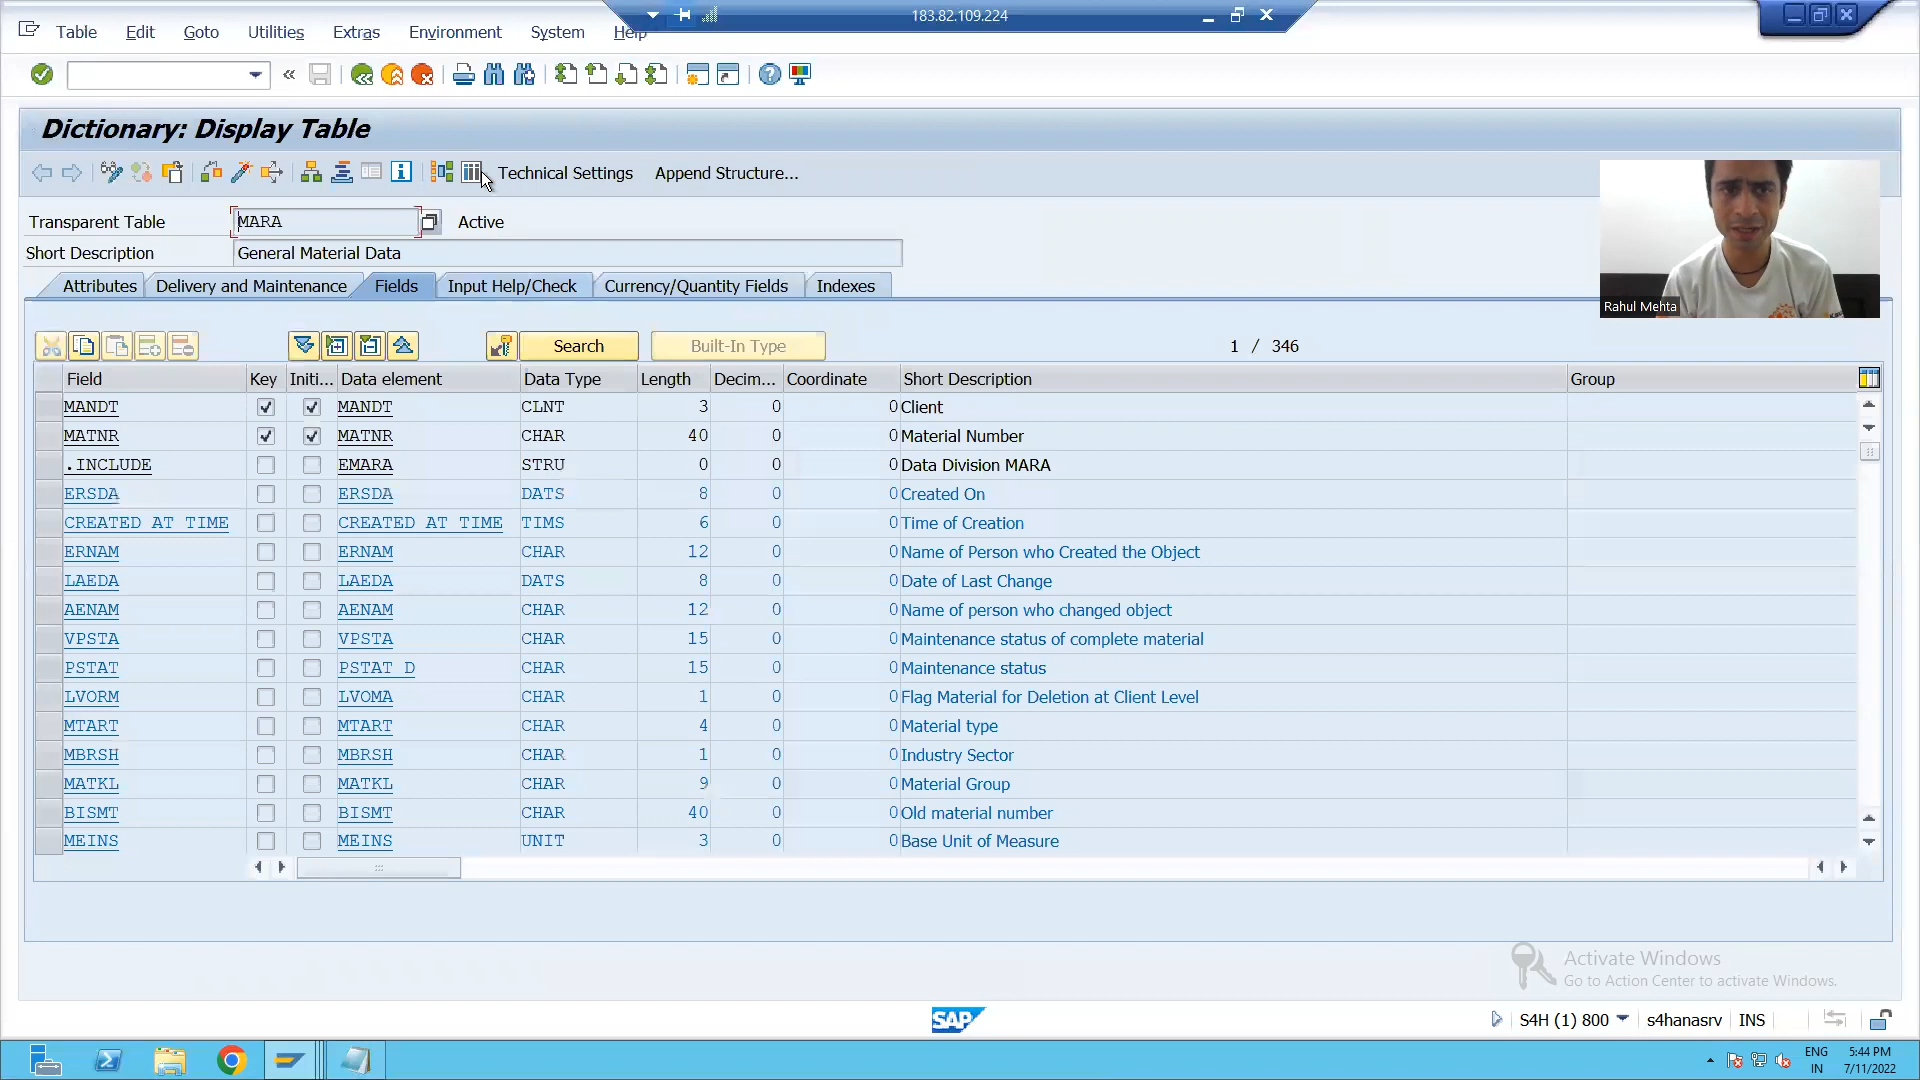 183.82.109.224
Table Edit Goto Utilities Extras Environment System Help
Dictionary: Display Table
Technical Settings Append Structure...
Transparent Table MARA Active
Short Description General Material Data
Attributes Delivery and Maintenance Fields Input Help/Check Currency/Quantity Fields Indexes
Search Built-In Type 1 / 346
Field Key Initi... Data element Data Type Length Decim... Coordinate Short Description Group
MANDT MANDT CLNT 3 0 0 Client
MATNR MATNR CHAR 40 0 0 Material Number
.INCLUDE EMARA STRU 0 0 0 Data Division MARA
ERSDA ERSDA DATS 8 0 0 Created On
CREATED_AT_TIME CREATED_AT_TIME TIMS 6 0 0 Time of Creation
ERNAM ERNAM CHAR 12 0 0 Name of Person who Created the Object
LAEDA LAEDA DATS 8 0 0 Date of Last Change
AENAM AENAM CHAR 12 0 0 Name of person who changed object
VPSTA VPSTA CHAR 15 0 0 Maintenance status of complete material
PSTAT PSTAT_D CHAR 15 0 0 Maintenance status
LVORM LVOMA CHAR 1 0 0 Flag Material for Deletion at Client Level
MTART MTART CHAR 4 0 0 Material type
MBRSH MBRSH CHAR 1 0 0 Industry Sector
MATKL MATKL CHAR 9 0 0 Material Group
BISMT BISMT CHAR 40 0 0 Old material number
MEINS MEINS UNIT 3 0 0 Base Unit of Measure
Rahul Mehta
Activate Windows
Go to Action Center to activate Windows.
SAP S4H (1) 800 s4hanasrv INS
ENG 5:44 PM
IN 7/11/2022